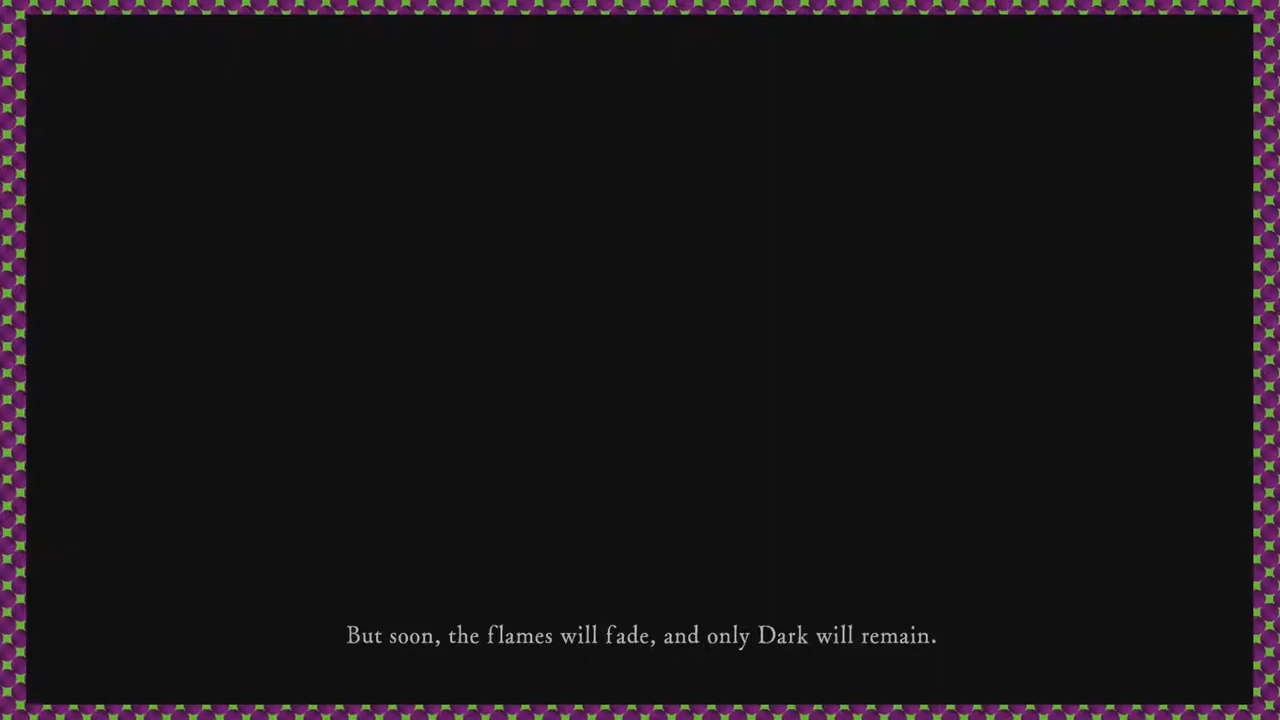 But soon, the flames will fade, and only Dark will remain.